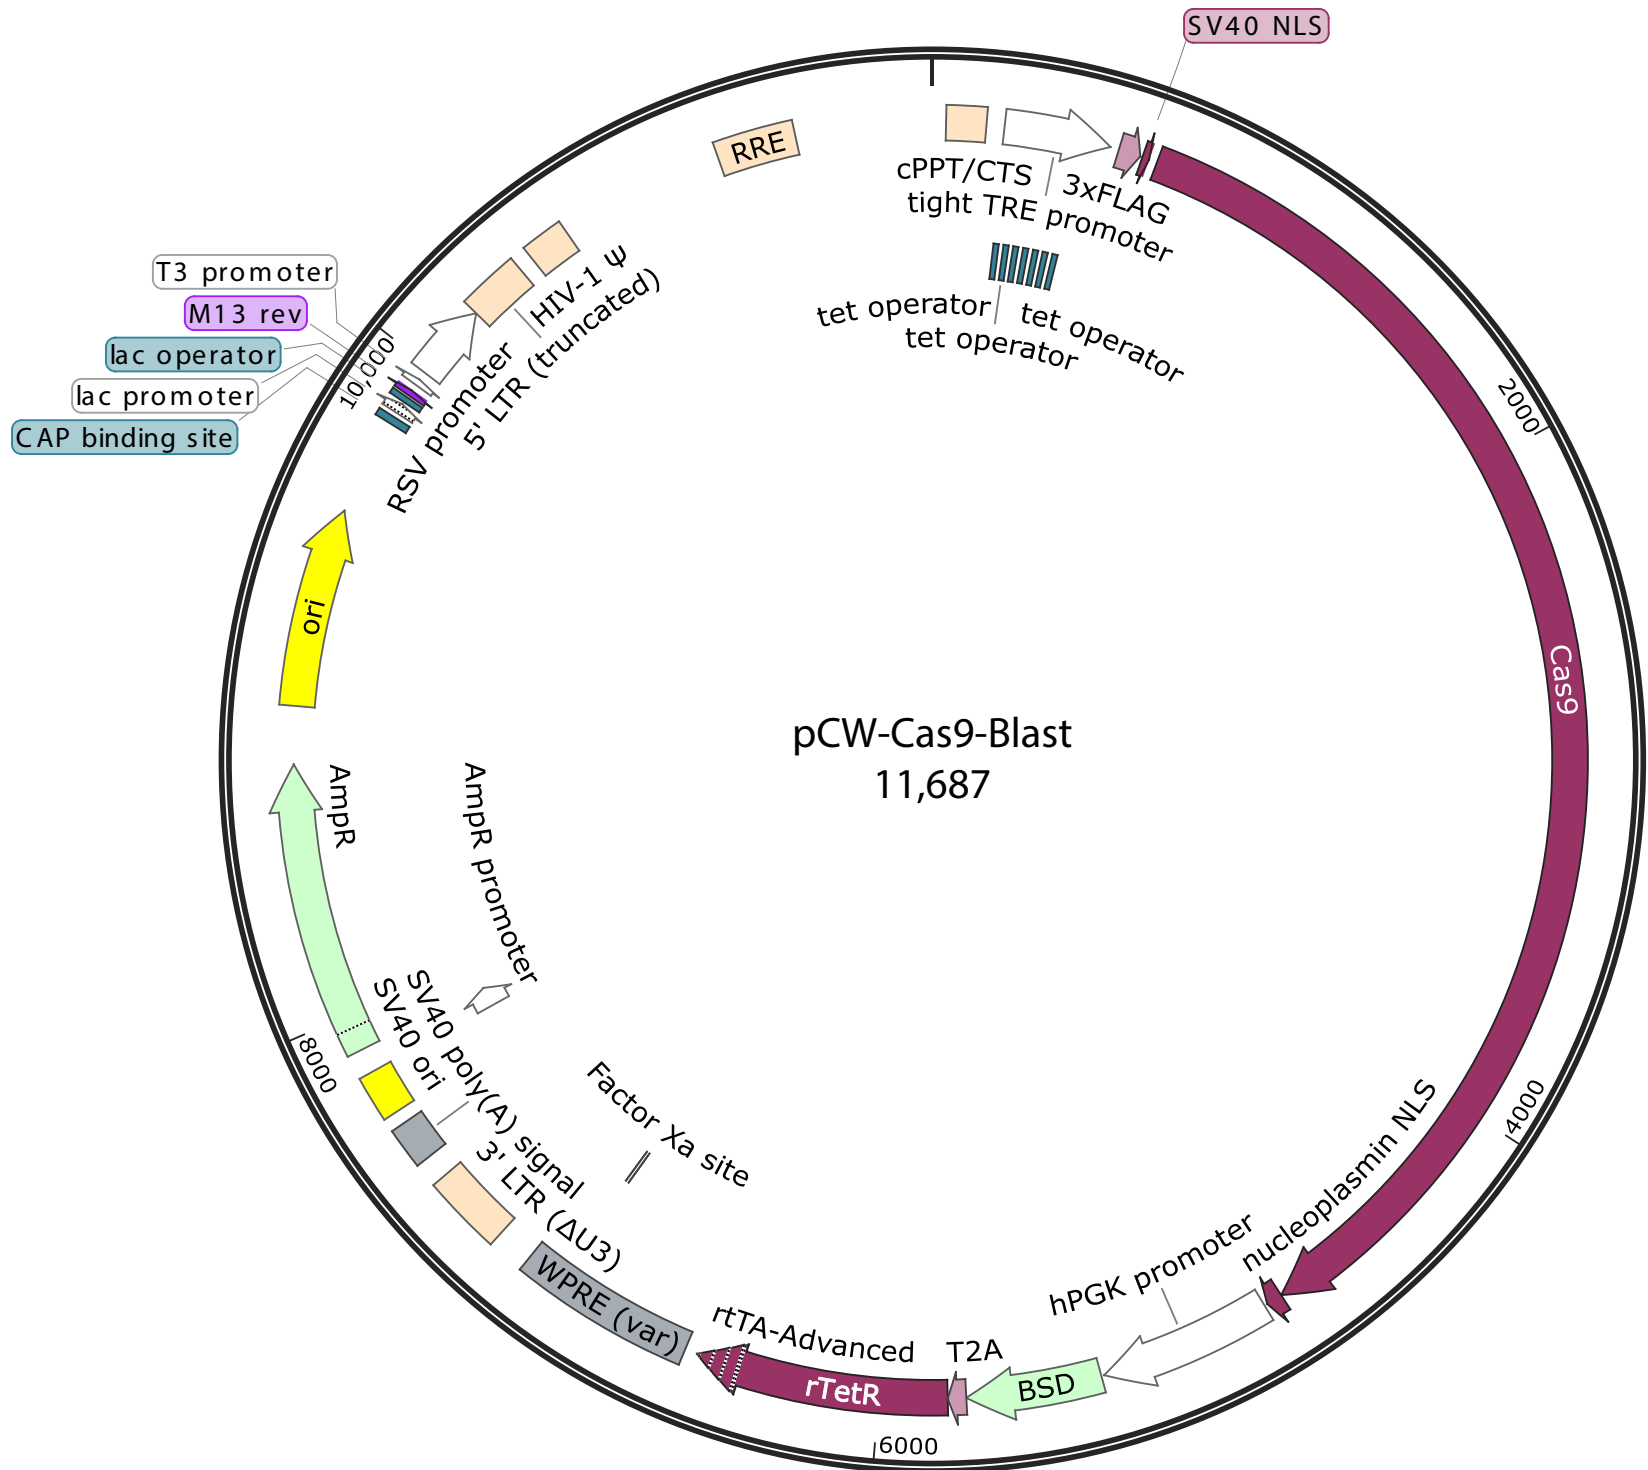 SV40 NLS
RRE
cPPT/CTS
3xFLAG
tight TRE promoter
tet operator
tet operator
tet operator
2000
T3 promoter
M13 rev
lac operator
lac promoter
CAP binding site
10,000
HIV-1 ψ
5' LTR (truncated)
RSV promoter
ori
Cas9
pCW-Cas9-Blast
11,687
AmpR
AmpR promoter
SV40 poly(A) signal
SV40 ori
8000
Factor Xa site
3' LTR (ΔU3)
WPRE (var)
rtTA-Advanced
rTetR
T2A
BSD
hPGK promoter
nucleoplasmin NLS
4000
6000